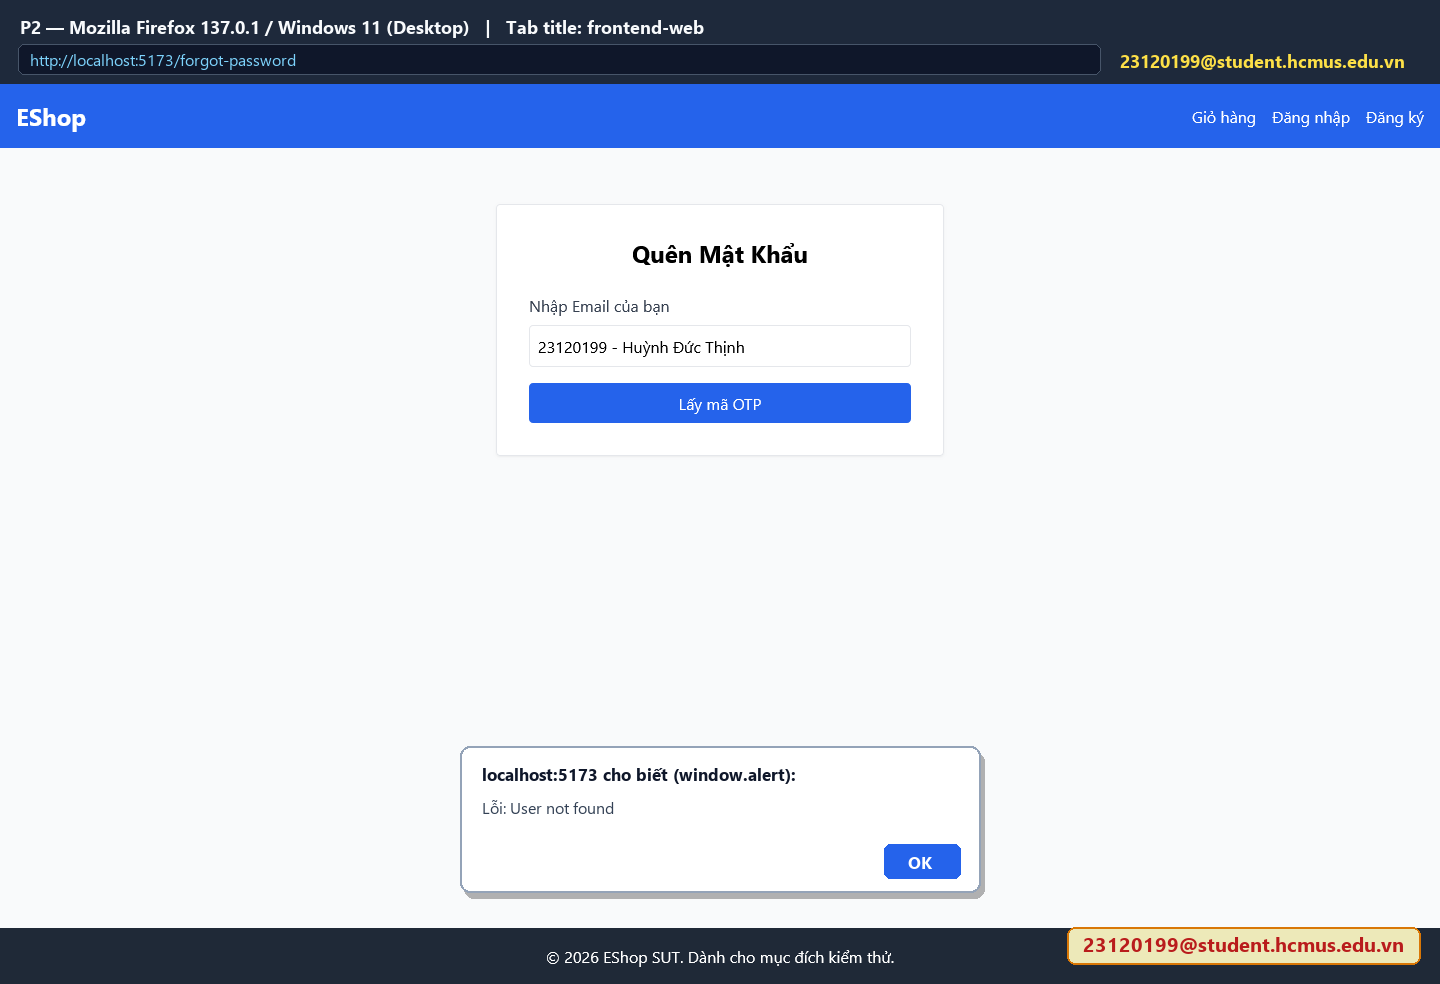 P2 — Mozilla Firefox 137.0.1 / Windows 11 (Desktop) | Tab title: frontend-web
http://localhost:5173/forgot-password
23120199@student.hcmus.edu.vn
EShop
Giỏ hàng Đăng nhập Đăng ký
Quên Mật Khẩu
Nhập Email của bạn
23120199 - Huỳnh Đức Thịnh
Lấy mã OTP
localhost:5173 cho biết (window.alert):
Lỗi: User not found
OK
© 2026 EShop SUT. Dành cho mục đích kiểm thử.
23120199@student.hcmus.edu.vn